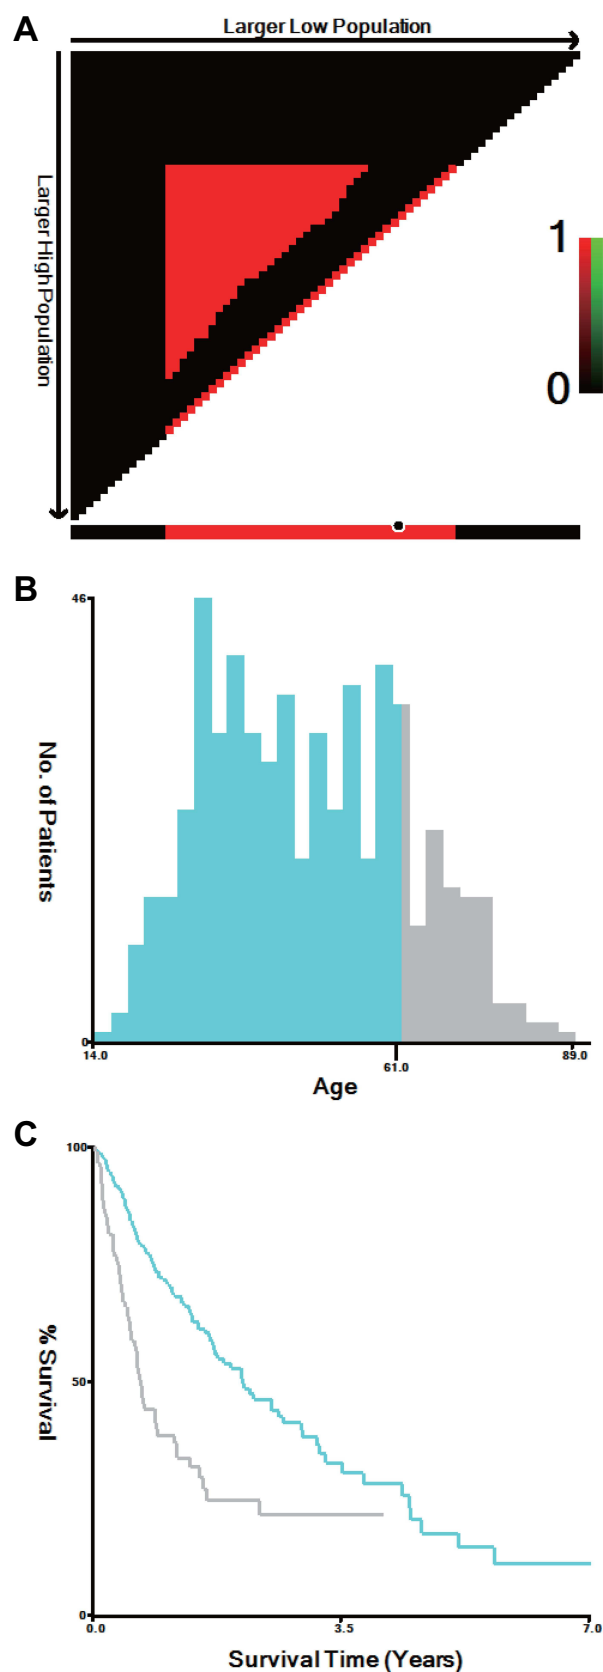 A
Larger Low Population
Larger High Population
1
0
B
46
No. of Patients
0
14.0
61.0
89.0
Age
C
100
50
% Survival
0
0.0
3.5
7.0
Survival Time (Years)